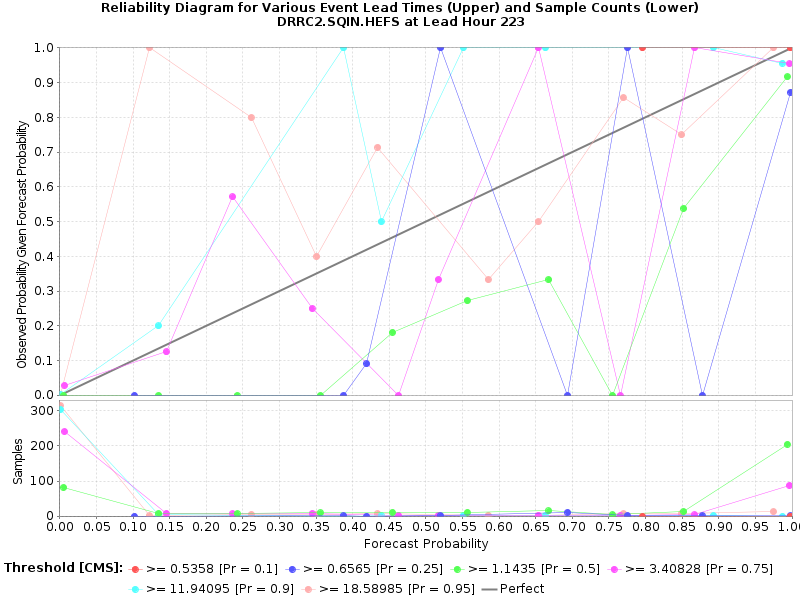 Reliability Diagram for Various Event Lead Times (Upper) and Sample Counts (Lower)
DRRC2.SQIN.HEFS at Lead Hour 223
Observed Probability Given Forecast Probability
1.0
0.9
0.8
0.7
0.6
0.5
0.4
0.3
0.2
0.1
0.0
Samples
300
200
100
0
0.00 0.05 0.10 0.15 0.20 0.25 0.30 0.35 0.40 0.45 0.50 0.55 0.60 0.65 0.70 0.75 0.80 0.85 0.90 0.95 1.0
Forecast Probability
Threshold [CMS]: >= 0.5358 [Pr = 0.1] >= 0.6565 [Pr = 0.25] >= 1.1435 [Pr = 0.5] >= 3.40828 [Pr = 0.75]
>= 11.94095 [Pr = 0.9] >= 18.58985 [Pr = 0.95] Perfect